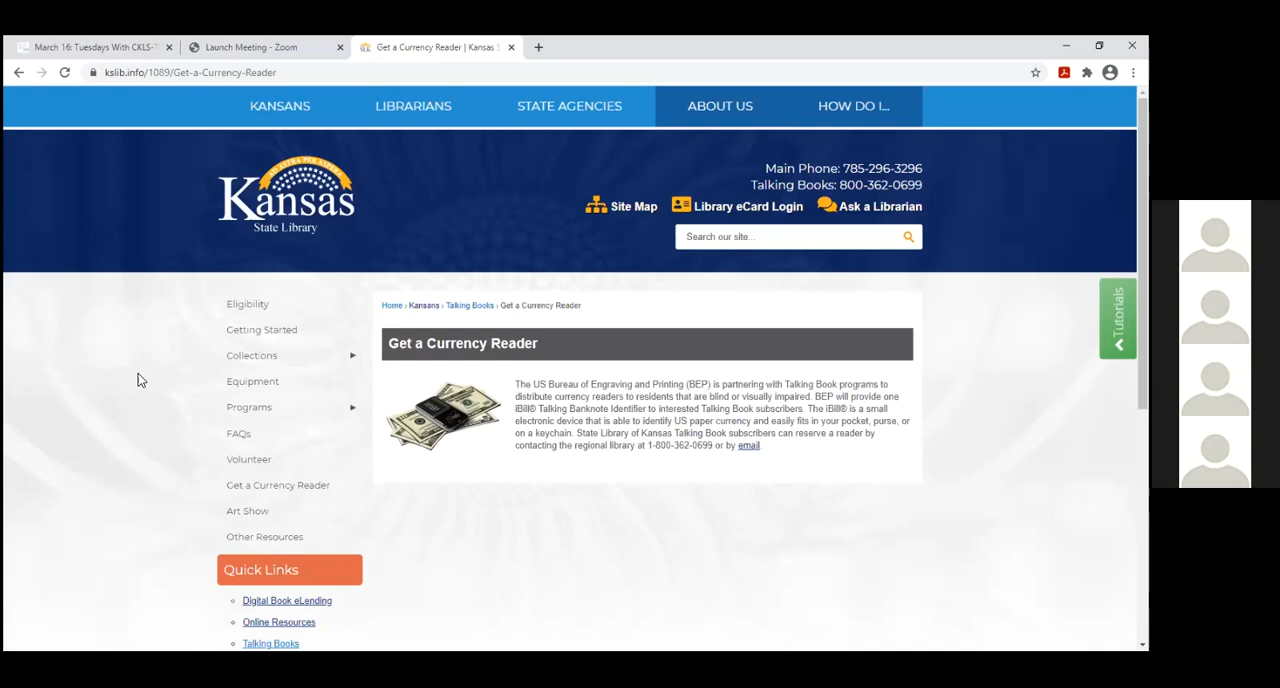 March 16: Tuesdays With CKLS-T
Launch Meeting - Zoom
Get a Currency Reader | Kansas S
kslib.info/1089/Get-a-Currency-Reader
KANSANS
LIBRARIANS
STATE AGENCIES
ABOUT US
HOW DO I...
AD ASTRA PER ASPERA
Kansas
State Library
Main Phone: 785-296-3296
Talking Books: 800-362-0699
Site Map
Library eCard Login
Ask a Librarian
Search our site...
Tutorials
Eligibility
Getting Started
Collections
Equipment
Programs
FAQs
Volunteer
Get a Currency Reader
Art Show
Other Resources
Quick Links
Digital Book eLending
Online Resources
Talking Books
Home › Kansans › Talking Books › Get a Currency Reader
Get a Currency Reader
The US Bureau of Engraving and Printing (BEP) is partnering with Talking Book programs to
distribute currency readers to residents that are blind or visually impaired. BEP will provide one
iBill® Talking Banknote Identifier to interested Talking Book subscribers. The iBill® is a small
electronic device that is able to identify US paper currency and easily fits in your pocket, purse, or
on a keychain. State Library of Kansas Talking Book subscribers can reserve a reader by
contacting the regional library at 1-800-362-0699 or by email.